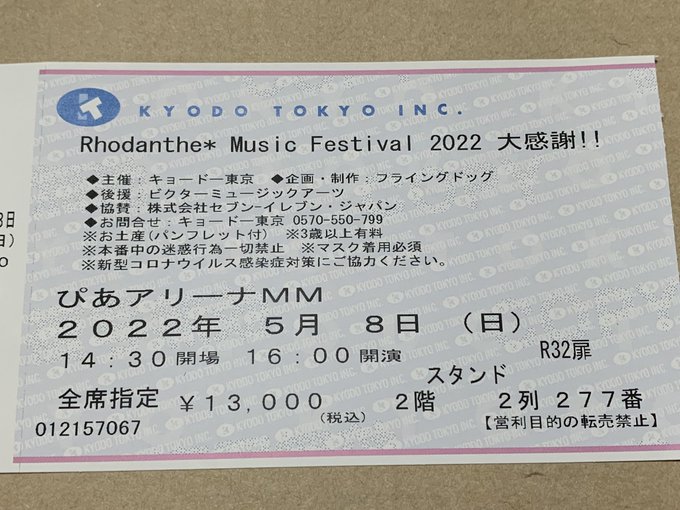 KYODO TOKYO INC.
Rhodanthe* Music Festival 2022 大感謝!!
◆主催：キョードー東京 ◆企画・制作：フライングドッグ
◆後援：ビクターミュージックアーツ
◆協賛：株式会社セブン-イレブン・ジャパン
◆お問合せ：キョードー東京 0570-550-799
※お土産(パンフレット付) ※3歳以上有料
※本番中の迷惑行為一切禁止 ※マスク着用必須
※新型コロナウイルス感染症対策にご協力ください。
ぴあアリーナMM
2022年 5月 8日 (日)
14:30開場 16:00開演 R32扉
スタンド
全席指定 ¥13,000 2階 2列 277番
(税込)
012157067 【営利目的の転売禁止】
8日
日)